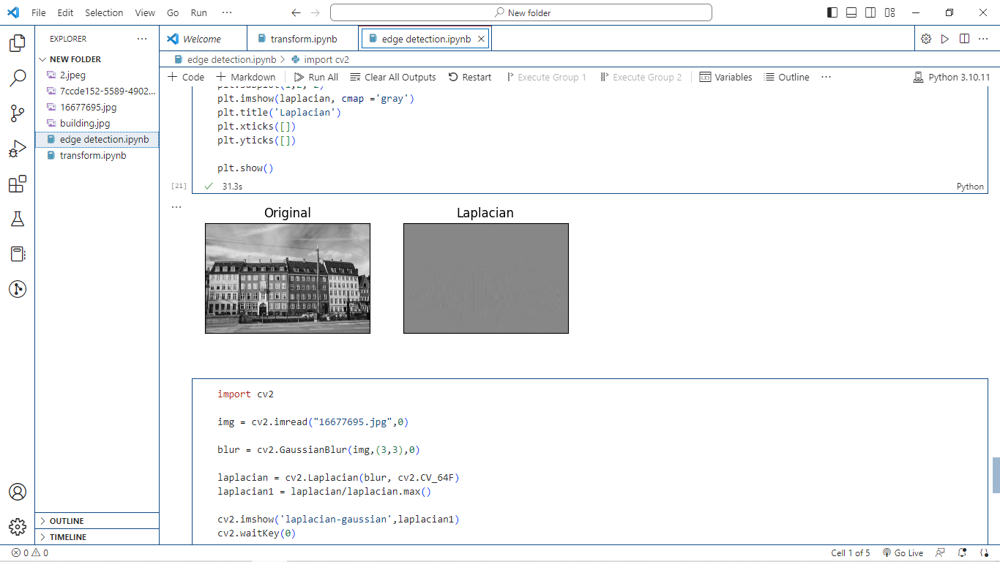 File Edit Selection View Go Run ··· New folder
EXPLORER ···
NEW FOLDER
2.jpeg
7ccde152-5589-4902...
16677695.jpg
building.jpg
edge detection.ipynb
transform.ipynb
OUTLINE
TIMELINE
Welcome transform.ipynb edge detection.ipynb
edge detection.ipynb > import cv2
Code Markdown Run All Clear All Outputs Restart Execute Group 1 Execute Group 2 Variables Outline ··· Python 3.10.11
plt.subplot(1,2, 2)
plt.imshow(laplacian, cmap ='gray')
plt.title('Laplacian')
plt.xticks([])
plt.yticks([])
plt.show()
[21] 31.3s Python
Original Laplacian
import cv2
img = cv2.imread("16677695.jpg",0)
blur = cv2.GaussianBlur(img,(3,3),0)
laplacian = cv2.Laplacian(blur, cv2.CV_64F)
laplacian1 = laplacian/laplacian.max()
cv2.imshow('laplacian-gaussian',laplacian1)
cv2.waitKey(0)
0 0 Cell 1 of 5 Go Live